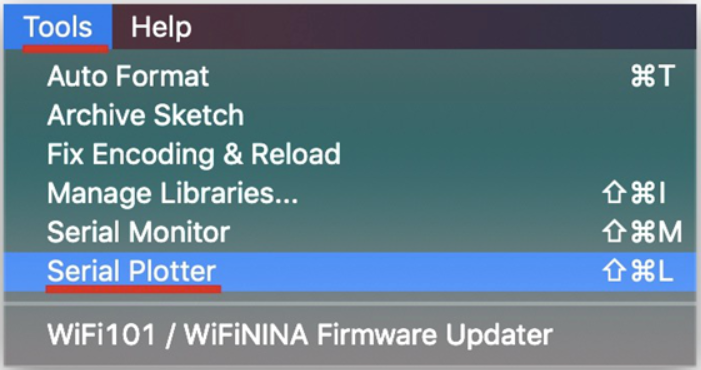 Tools Help
Auto Format ⌘T
Archive Sketch
Fix Encoding & Reload
Manage Libraries... ⇧⌘I
Serial Monitor ⇧⌘M
Serial Plotter ⇧⌘L
WiFi101 / WiFiNINA Firmware Updater